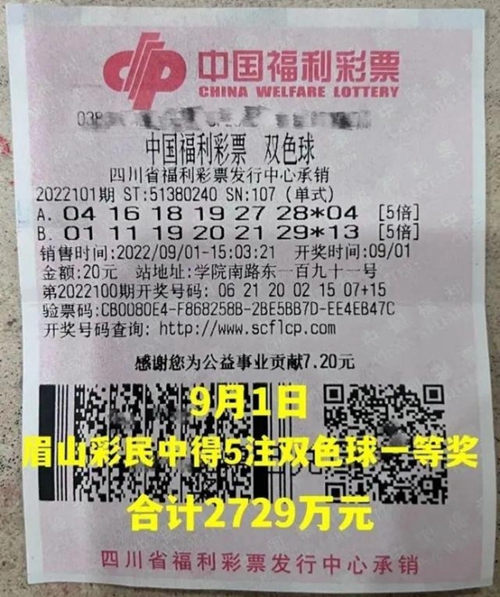 中国福利彩票
CHINA WELFARE LOTTERY
中国福利彩票 双色球
四川省福利彩票发行中心承销
2022101期 ST:51380240 SN:107 (单式)
A. 04 16 18 19 27 28*04 [5倍]
B. 01 11 19 20 21 29*13 [5倍]
销售时间:2022/09/01-15:03:21 开奖时间:09/01
金额:20元 站地址:学院南路东一百九十一号
第2022100期开奖号码: 06 21 20 02 15 07+15
验票码:CB0080E4-F868258B-2BE5BB7D-EE4EB47C
开奖号码查询: http://www.scflcp.com
感谢您为公益事业贡献7.20元
9月1日
眉山彩民中得5注双色球一等奖
合计2729万元
四川省福利彩票发行中心承销